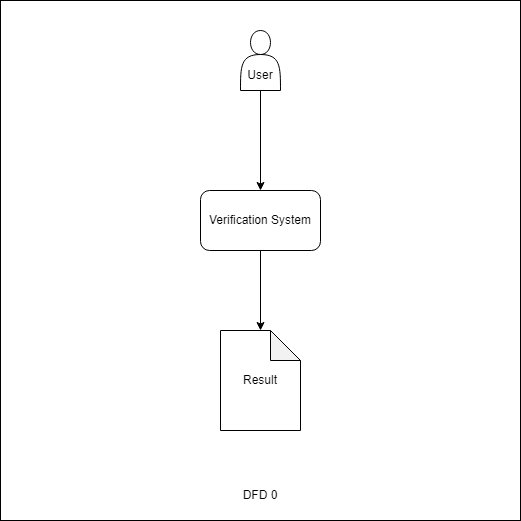 User
Verification System
Result
DFD 0